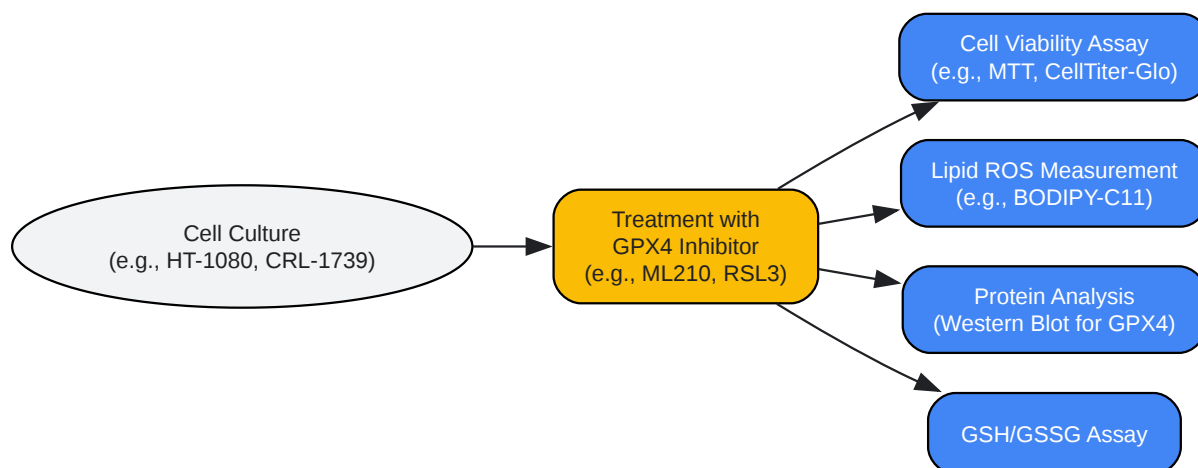 Cell Culture
(e.g., HT-1080, CRL-1739)
Treatment with
GPX4 Inhibitor
(e.g., ML210, RSL3)
Cell Viability Assay
(e.g., MTT, CellTiter-Glo)
Lipid ROS Measurement
(e.g., BODIPY-C11)
Protein Analysis
(Western Blot for GPX4)
GSH/GSSG Assay